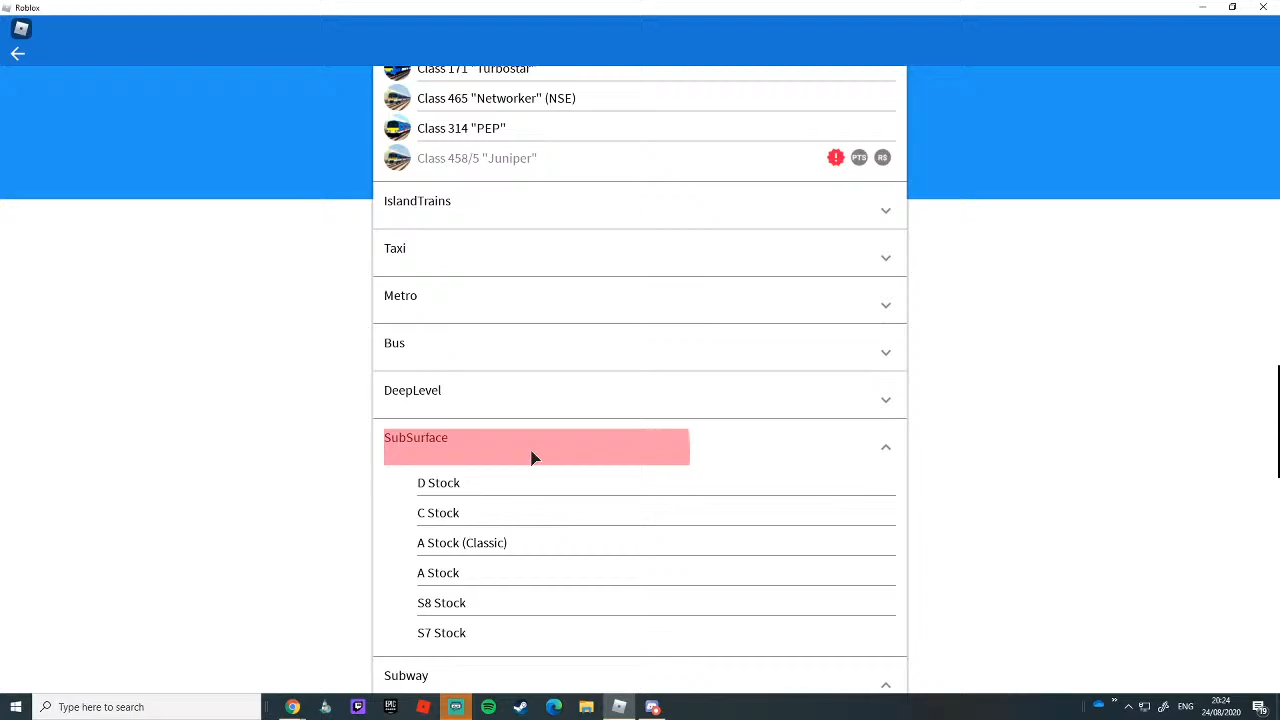 Roblox
Class 171 "Turbostar"
Class 465 "Networker" (NSE)
Class 314 "PEP"
Class 458/5 "Juniper"
! PTS R$
IslandTrains
Taxi
Metro
Bus
DeepLevel
SubSurface
D Stock
C Stock
A Stock (Classic)
A Stock
S8 Stock
S7 Stock
Subway
Type here to search
EPIC
ENG
20:24
24/08/2020